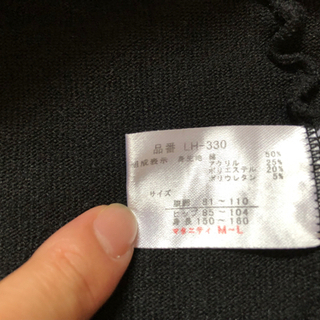 品番 LH-330
組成表示 身生地 綿 50%
アクリル 25%
ポリエステル 20%
ポリウレタン 5%
サイズ
腹囲 81～110
ヒップ 85～104
身長 150～160
マタニティ M-L